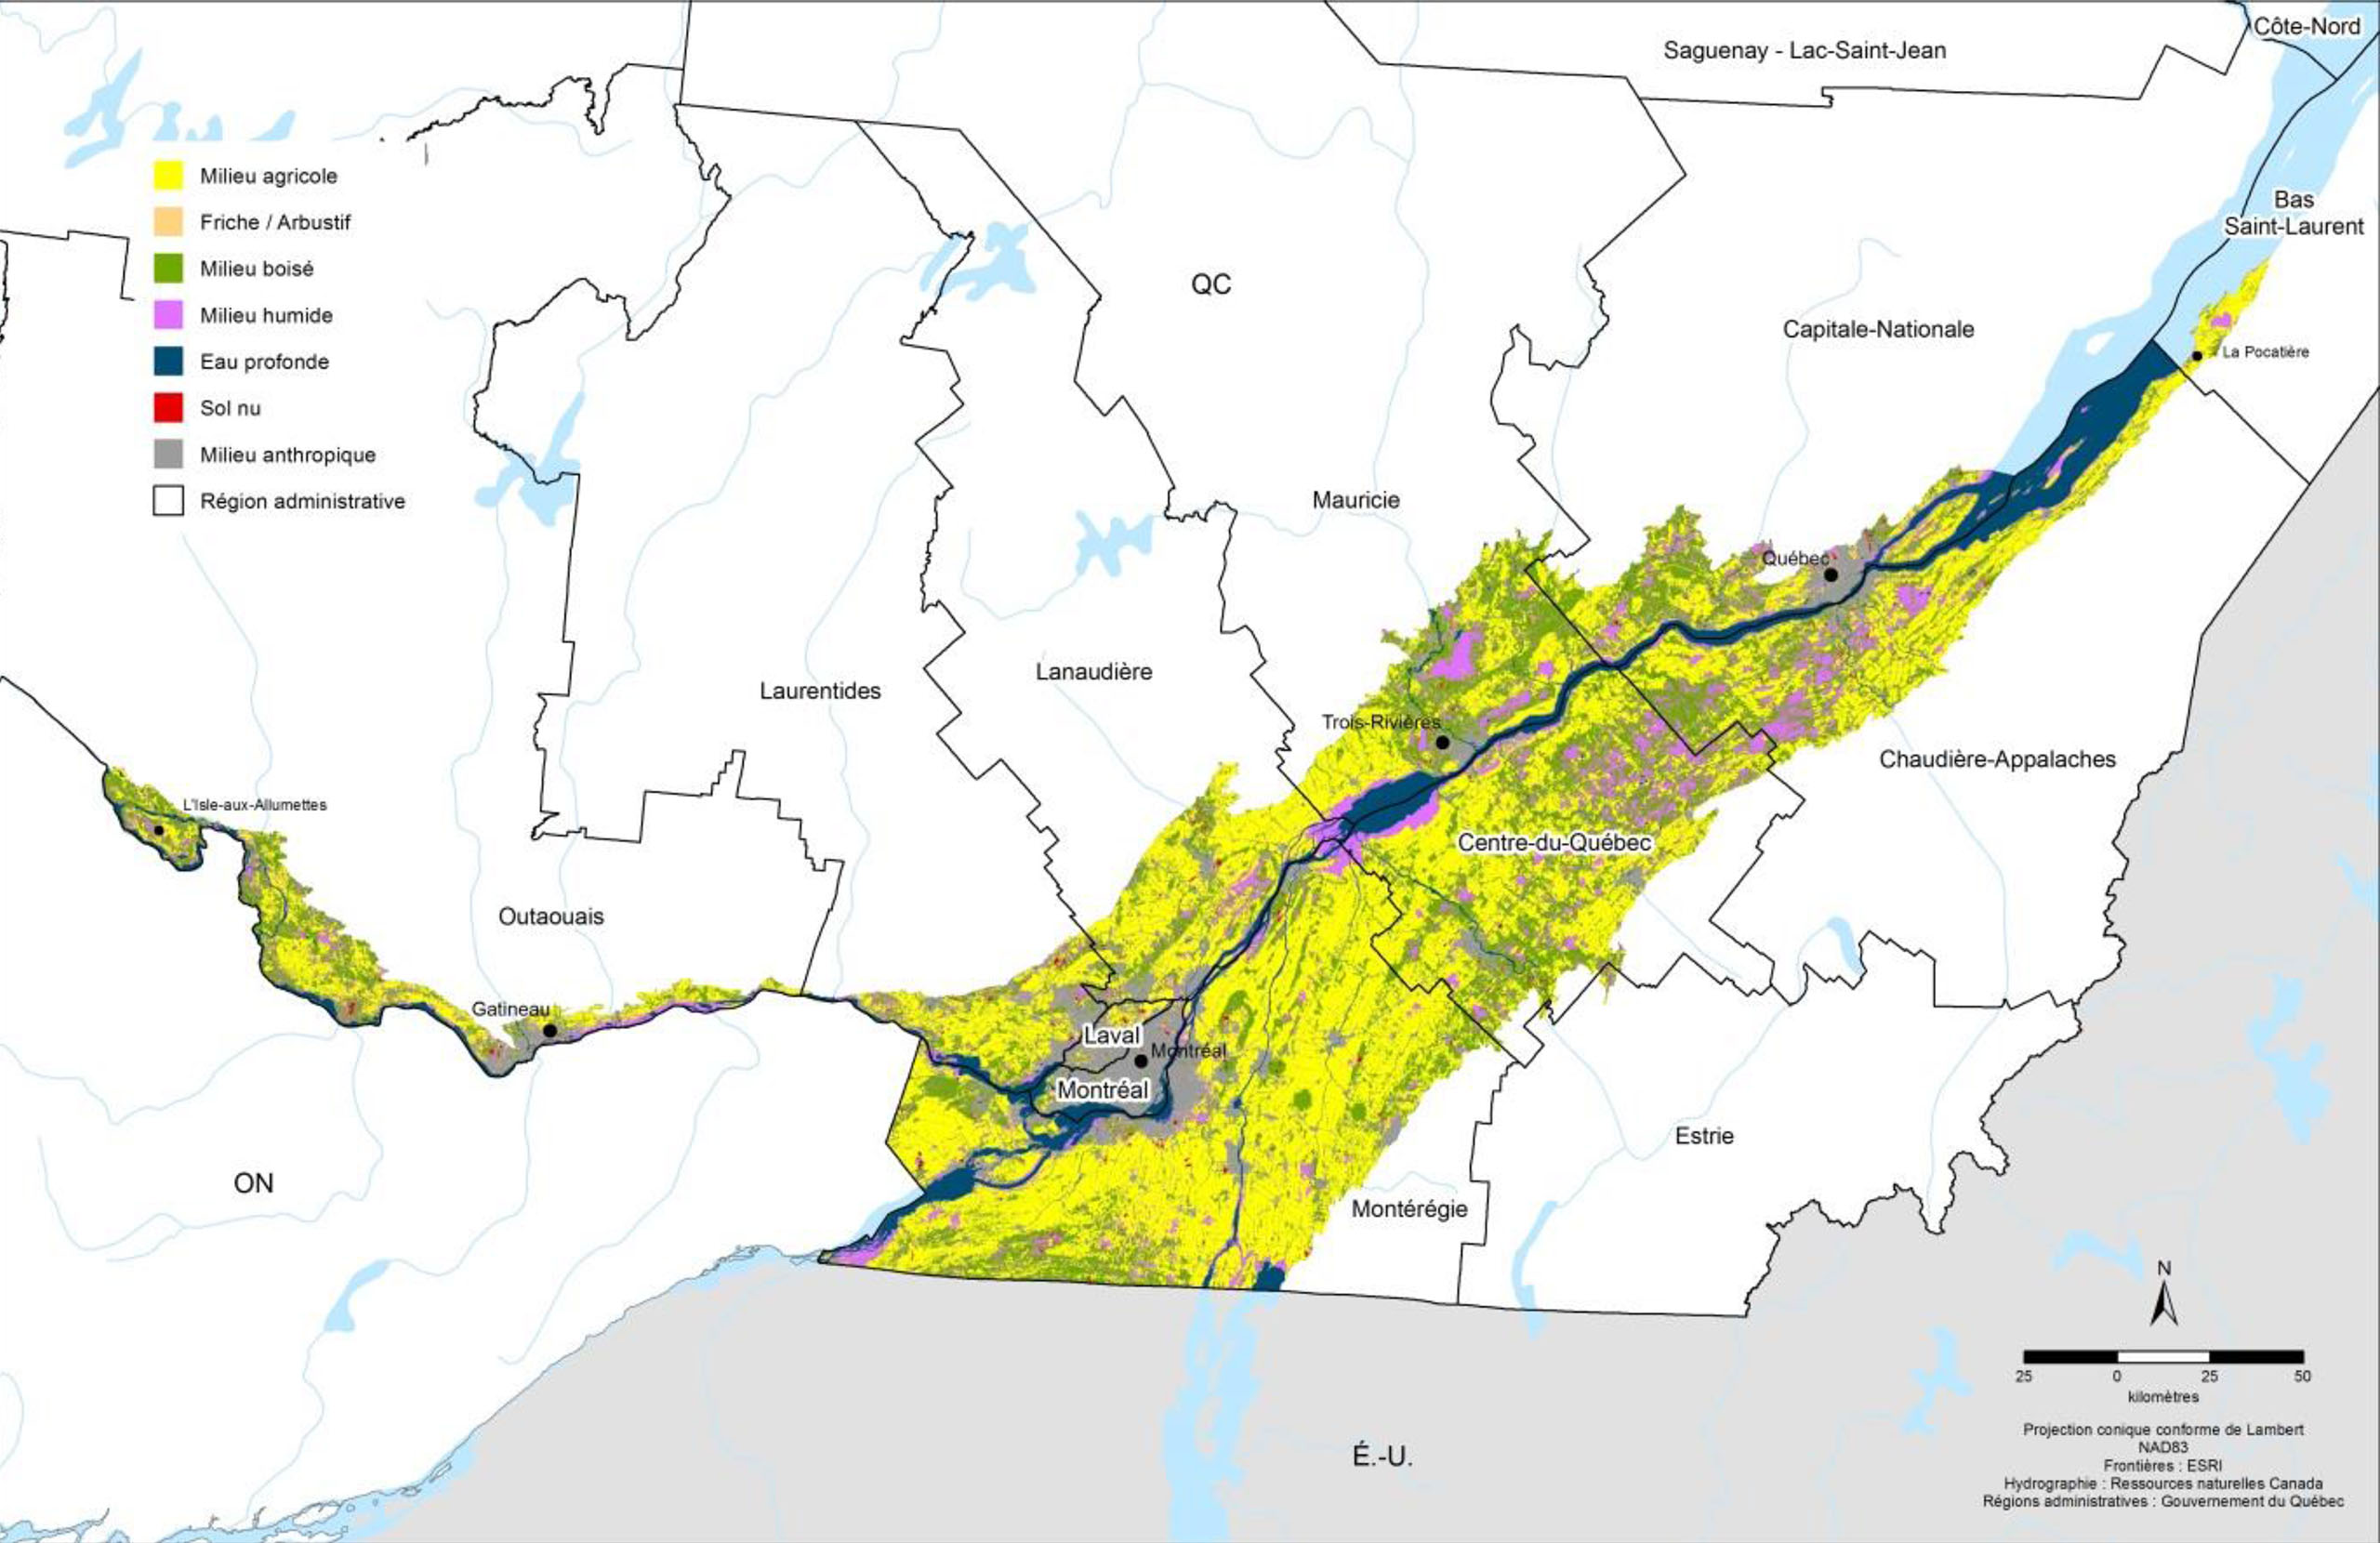 Côte-Nord
Saguenay - Lac-Saint-Jean
Milieu agricole
Friche / Arbustif
Milieu boisé
Milieu humide
Eau profonde
Sol nu
Milieu anthropique
Région administrative
Bas
Saint-Laurent
QC
Capitale-Nationale
La Pocatière
Mauricie
Québec
Lanaudière
Laurentides
Trois-Rivières
Chaudière-Appalaches
L'Isle-aux-Allumettes
Centre-du-Québec
Outaouais
Gatineau
Laval
Montréal
Montréal
Estrie
ON
Montérégie
N
25 0 25 50
kilomètres
Projection conique conforme de Lambert
NAD83
Frontières : ESRI
Hydrographie : Ressources naturelles Canada
Régions administratives : Gouvernement du Québec
É.-U.